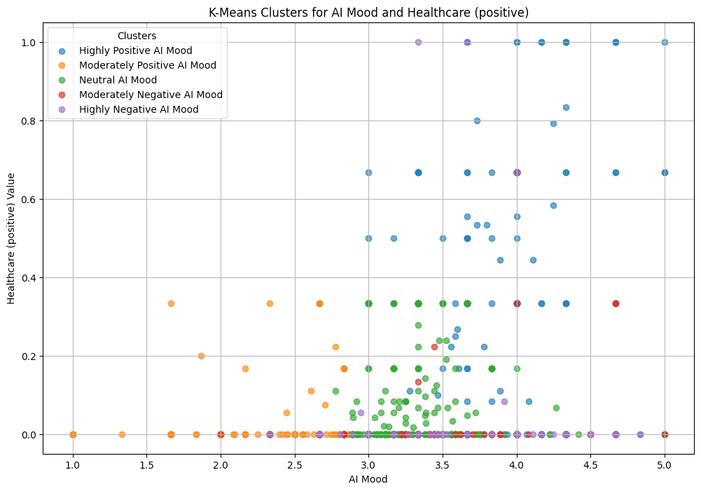 K-Means Clusters for AI Mood and Healthcare (positive)
Clusters
Highly Positive AI Mood
Moderately Positive AI Mood
Neutral AI Mood
Moderately Negative AI Mood
Highly Negative AI Mood
Healthcare (positive) Value
1.0
0.8
0.6
0.4
0.2
0.0
1.0 1.5 2.0 2.5 3.0 3.5 4.0 4.5 5.0
AI Mood